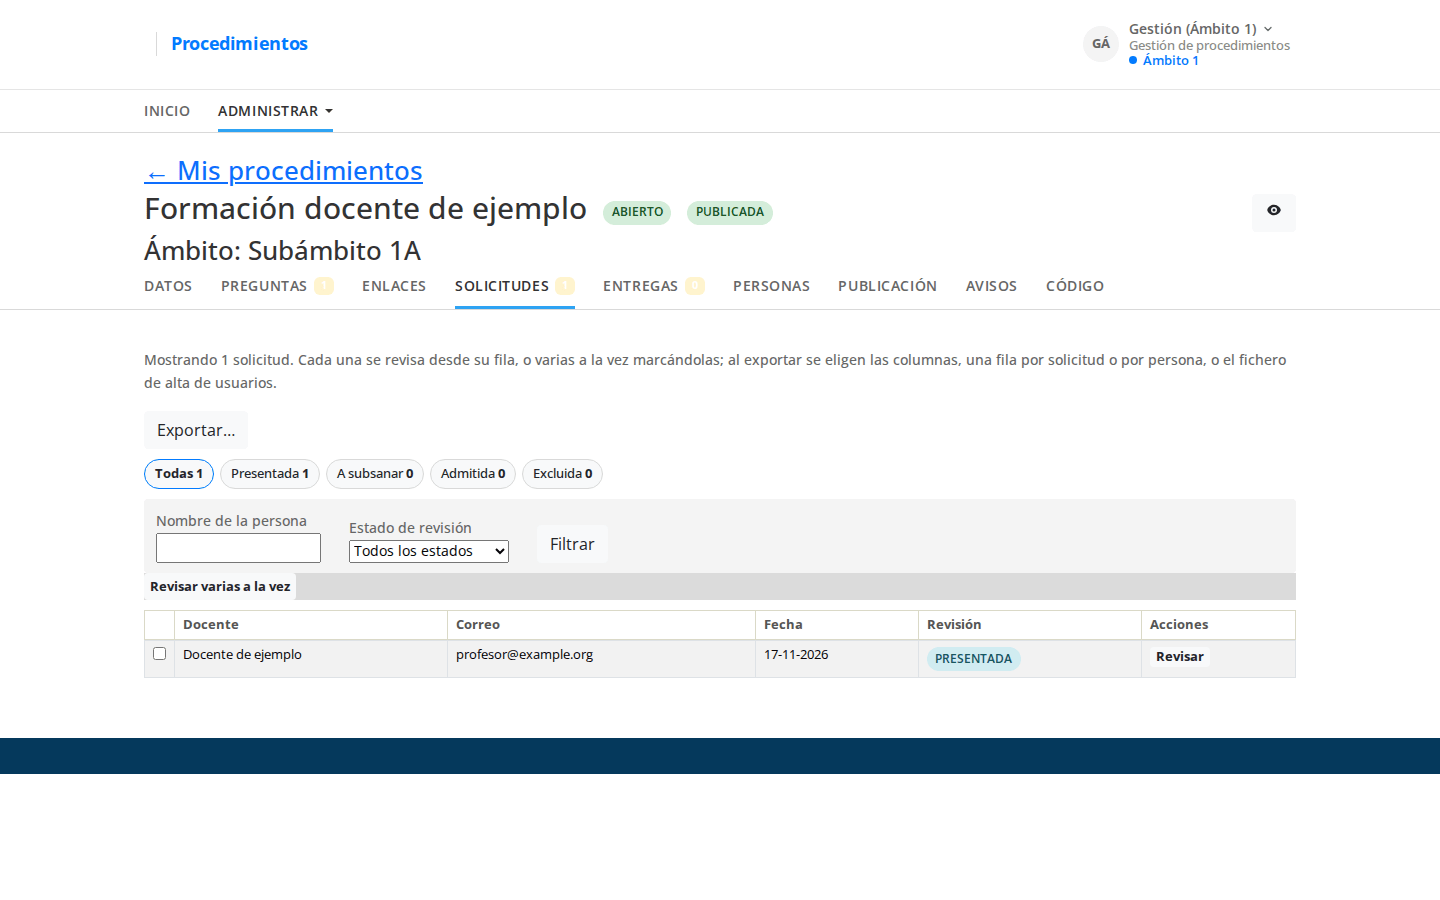 Procedimientos
GÁ
Gestión (Ámbito 1)
Gestión de procedimientos
Ámbito 1
INICIO
ADMINISTRAR
← Mis procedimientos
Formación docente de ejemplo ABIERTO PUBLICADA
Ámbito: Subámbito 1A
DATOS PREGUNTAS 1 ENLACES SOLICITUDES 1 ENTREGAS 0 PERSONAS PUBLICACIÓN AVISOS CÓDIGO
Mostrando 1 solicitud. Cada una se revisa desde su fila, o varias a la vez marcándolas; al exportar se eligen las columnas, una fila por solicitud o por persona, o el fichero
de alta de usuarios.
Exportar...
Todas 1 Presentada 1 A subsanar 0 Admitida 0 Excluida 0
Nombre de la persona
Estado de revisión
Todos los estados
Filtrar
Revisar varias a la vez
Docente Correo Fecha Revisión Acciones
Docente de ejemplo profesor@example.org 17-11-2026 PRESENTADA Revisar